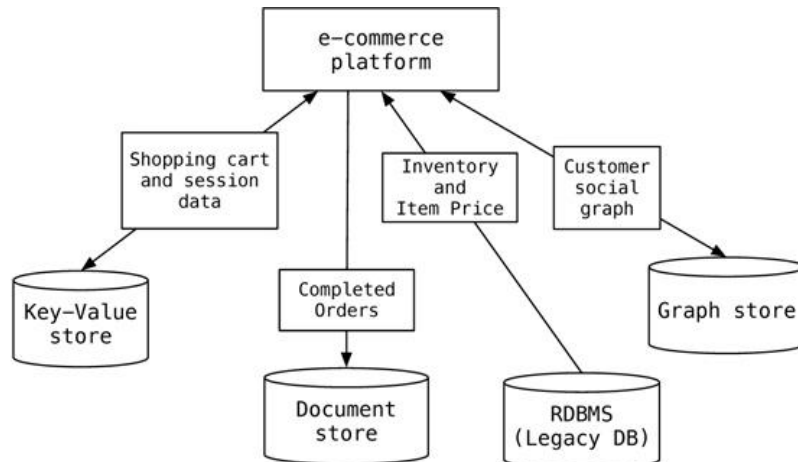 e-commerce
platform
Shopping cart
and session
data
Inventory
and
Item Price
Customer
social
graph
Completed
Orders
Key-Value
store
Graph store
Document
store
RDBMS
(Legacy DB)